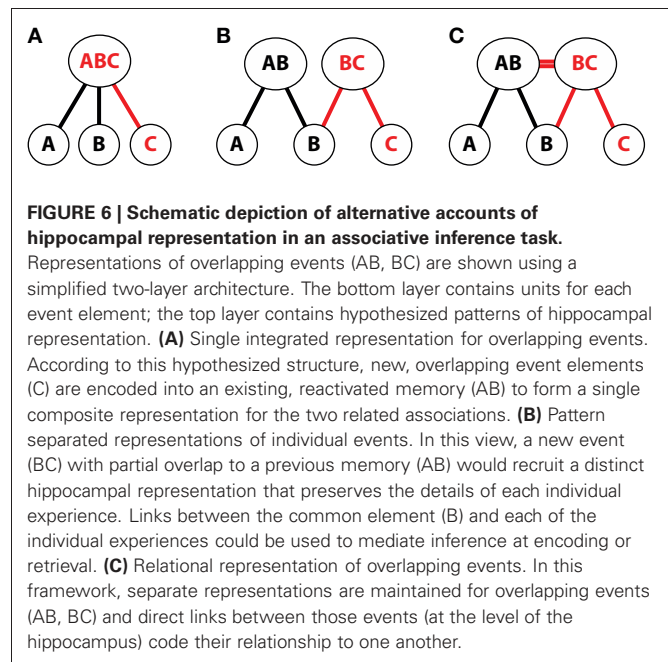 A
B
C
ABC
AB
BC
AB
BC
A
B
C
A
B
C
A
B
C
FIGURE 6 | Schematic depiction of alternative accounts of
hippocampal representation in an associative inference task.
Representations of overlapping events (AB, BC) are shown using a
simplified two-layer architecture. The bottom layer contains units for each
event element; the top layer contains hypothesized patterns of hippocampal
representation. (A) Single integrated representation for overlapping events.
According to this hypothesized structure, new, overlapping event elements
(C) are encoded into an existing, reactivated memory (AB) to form a single
composite representation for the two related associations. (B) Pattern
separated representations of individual events. In this view, a new event
(BC) with partial overlap to a previous memory (AB) would recruit a distinct
hippocampal representation that preserves the details of each individual
experience. Links between the common element (B) and each of the
individual experiences could be used to mediate inference at encoding or
retrieval. (C) Relational representation of overlapping events. In this
framework, separate representations are maintained for overlapping events
(AB, BC) and direct links between those events (at the level of the
hippocampus) code their relationship to one another.